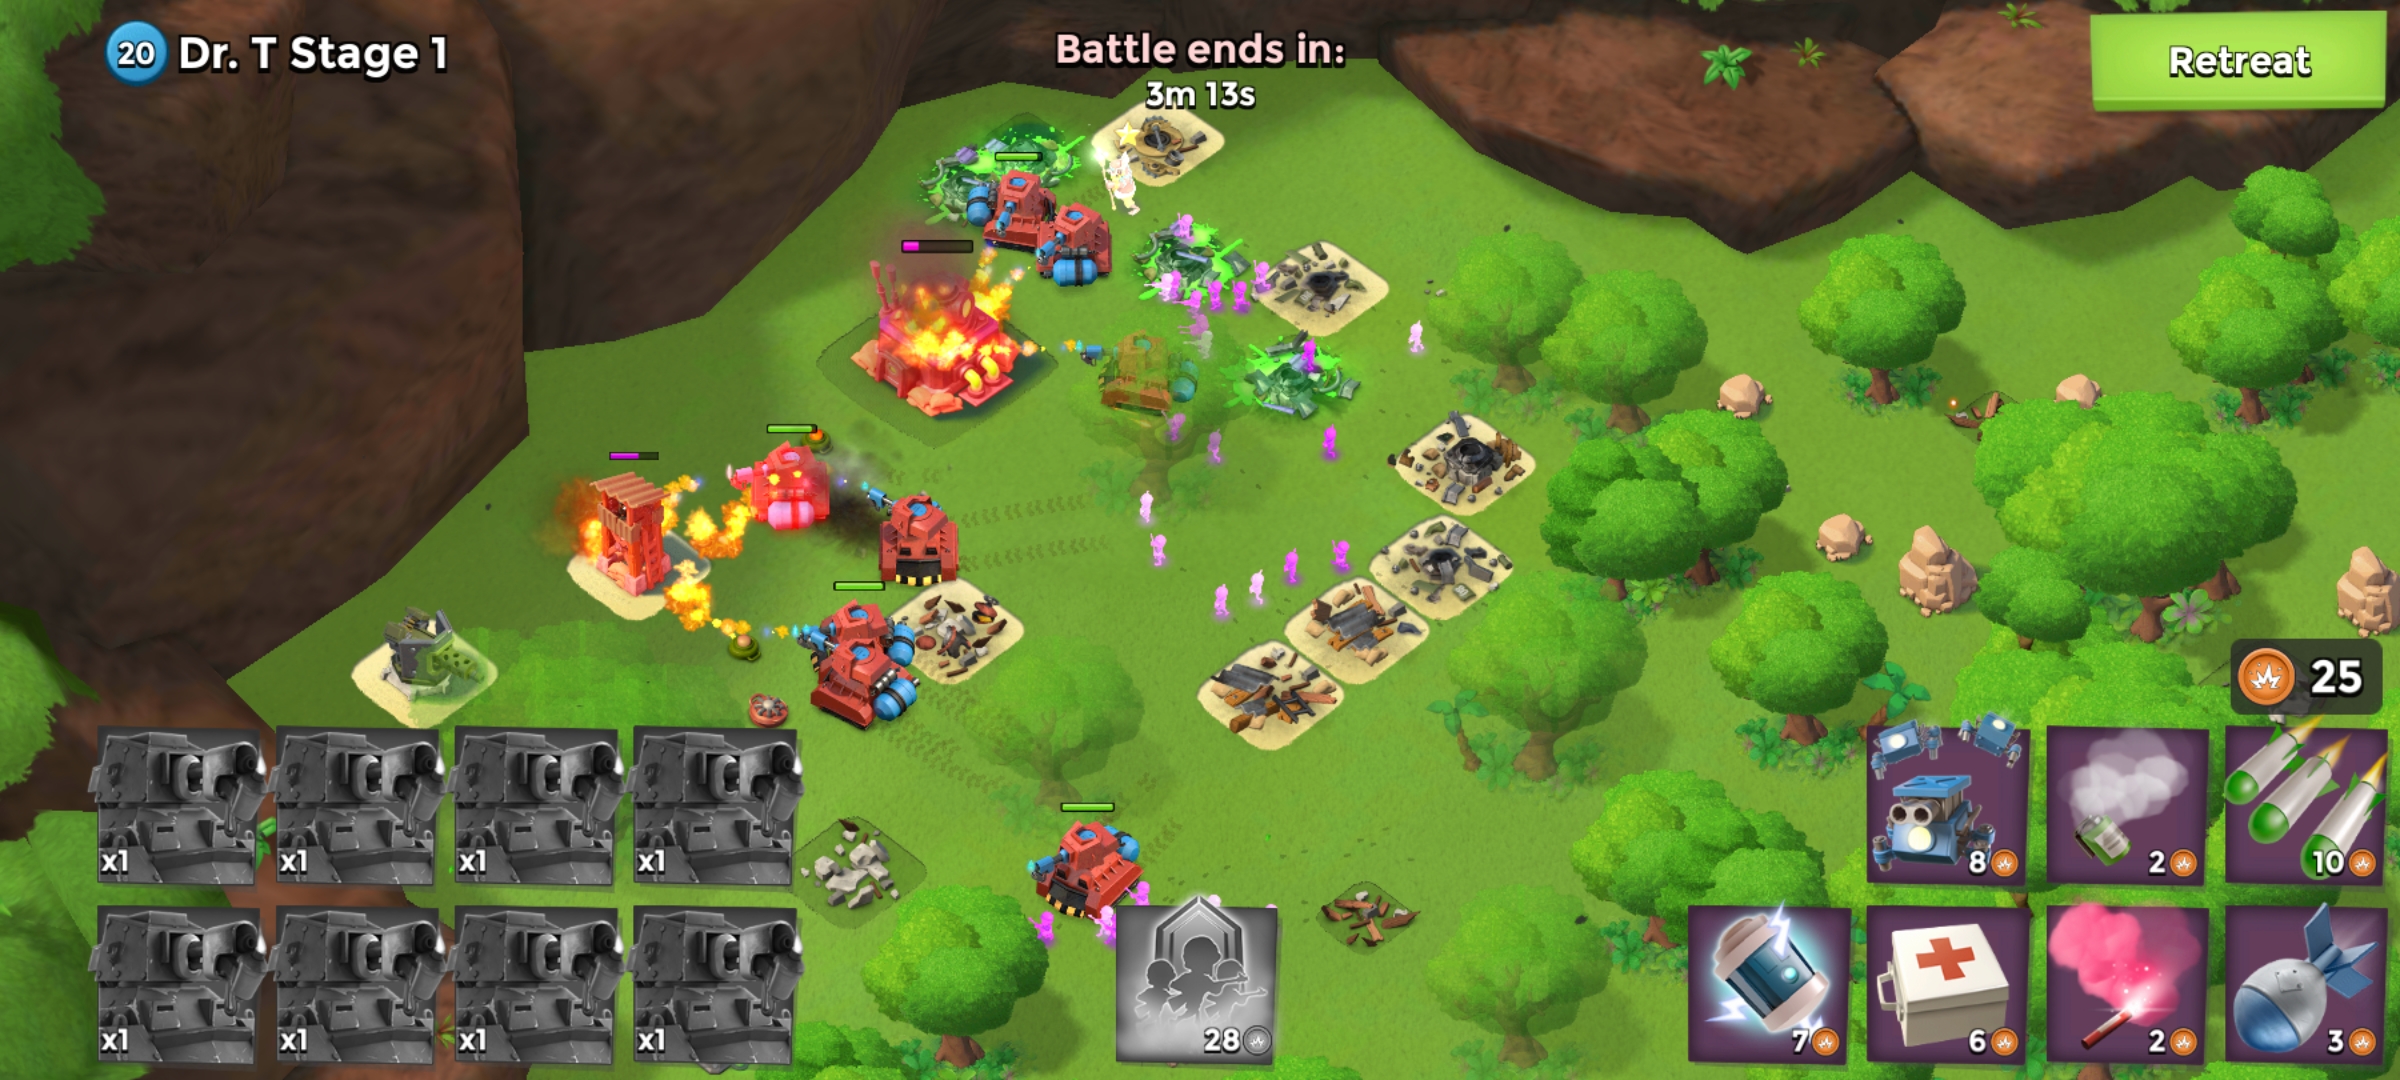 20 Dr. T Stage 1
Battle ends in:
3m 13s
Retreat
25
x1 x1 x1 x1
8 2 10
x1 x1 x1 x1
28 7 6 2 3